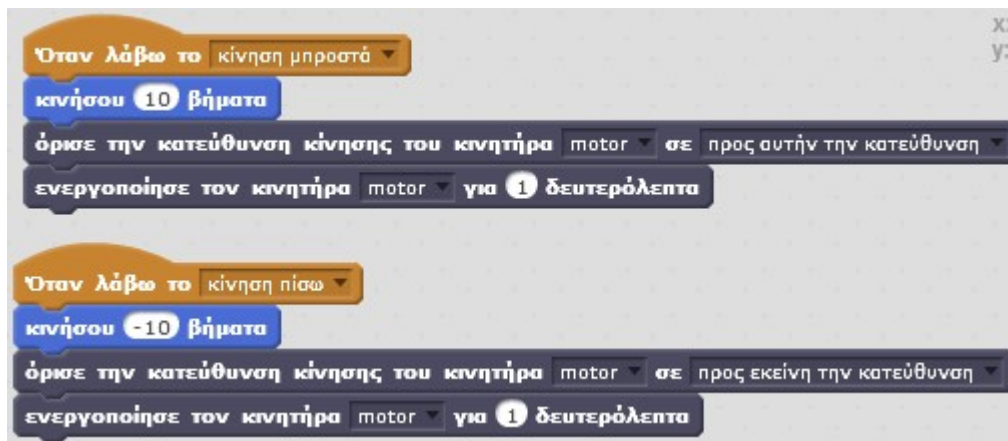 Όταν λάβω το κίνηση μπροστά
κινήσου 10 βήματα
όρισε την κατεύθυνση κίνησης του κινητήρα motor σε προς αυτήν την κατεύθυνση
ενεργοποίησε τον κινητήρα motor για 1 δευτερόλεπτα
Όταν λάβω το κίνηση πίσω
κινήσου -10 βήματα
όρισε την κατεύθυνση κίνησης του κινητήρα motor σε προς εκείνη την κατεύθυνση
ενεργοποίησε τον κινητήρα motor για 1 δευτερόλεπτα